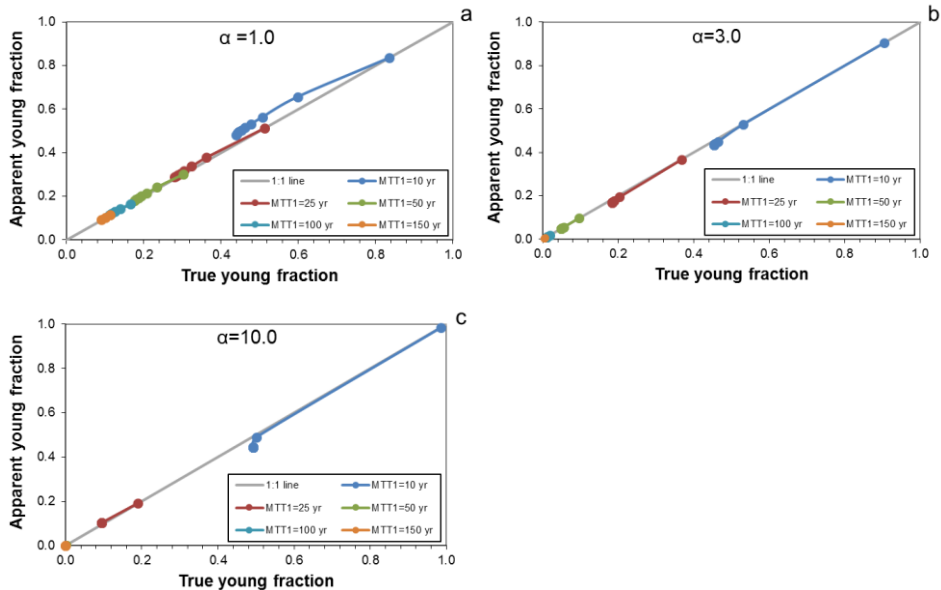 a
α =1.0
1.0
0.8
0.6
0.4
0.2
0.0
Apparent young fraction
1:1 line
MTT1=10 yr
MTT1=25 yr
MTT1=50 yr
MTT1=100 yr
MTT1=150 yr
0.0 0.2 0.4 0.6 0.8 1.0
True young fraction
b
α=3.0
1.0
0.8
0.6
0.4
0.2
0.0
Apparent young fraction
1:1 line
MTT1=10 yr
MTT1=25 yr
MTT1=50 yr
MTT1=100 yr
MTT1=150 yr
0.0 0.2 0.4 0.6 0.8 1.0
True young fraction
c
α=10.0
1.0
0.8
0.6
0.4
0.2
0.0
Apparent young fraction
1:1 line
MTT1=10 yr
MTT1=25 yr
MTT1=50 yr
MTT1=100 yr
MTT1=150 yr
0.0 0.2 0.4 0.6 0.8 1.0
True young fraction